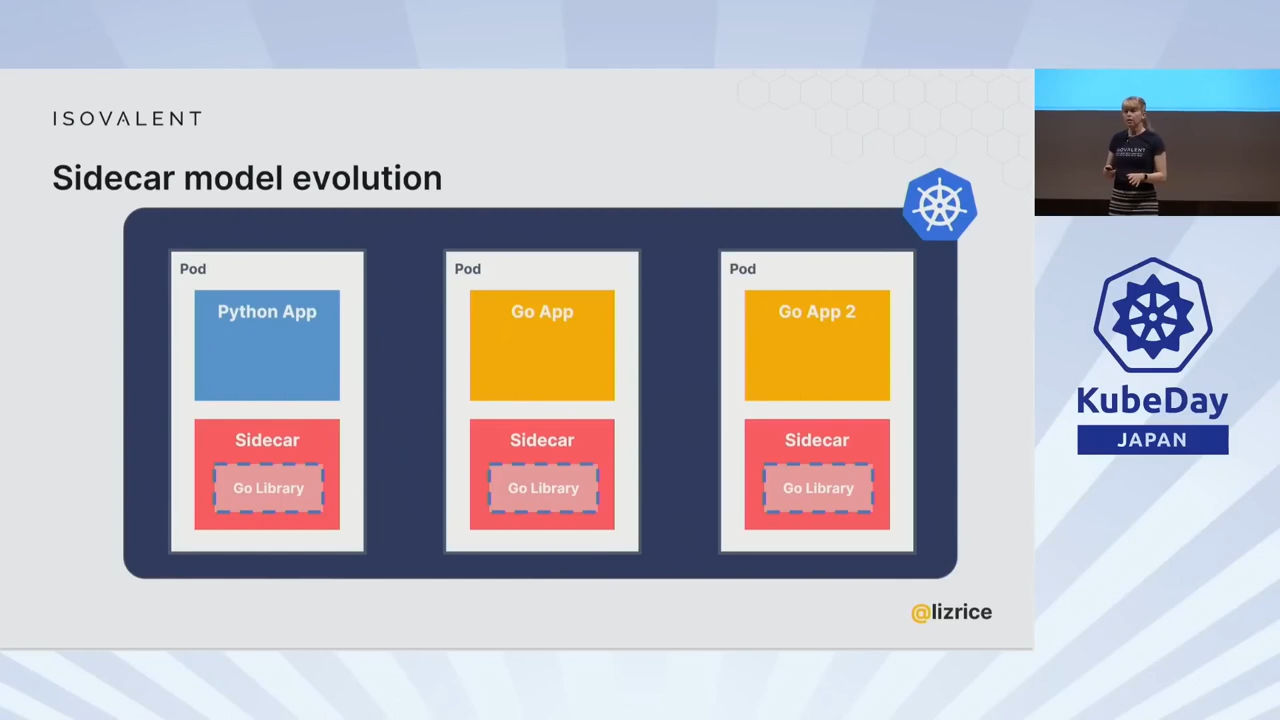 ISOVALENT
Sidecar model evolution
Pod
Python App
Sidecar
Go Library
Pod
Go App
Sidecar
Go Library
Pod
Go App 2
Sidecar
Go Library
@lizrice
ISOVALENT
KubeDay
JAPAN